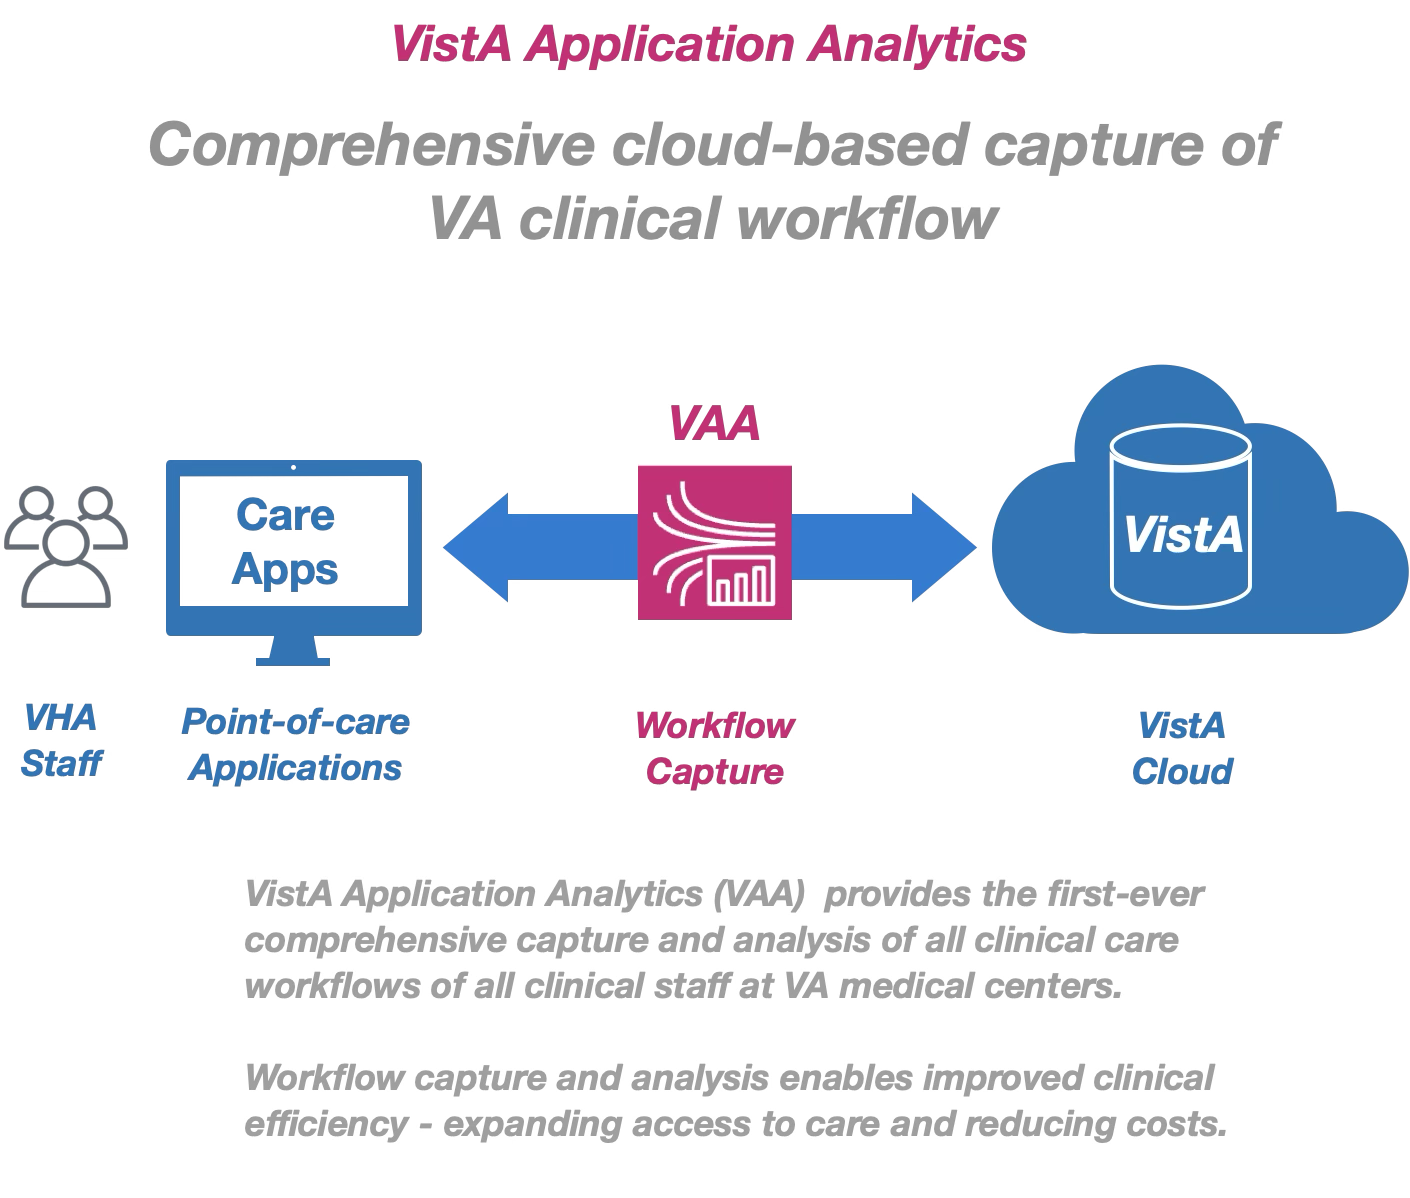 VistA Application Analytics
Comprehensive cloud-based capture of
VA clinical workflow
VAA
Care
Apps
VistA
VHA
Staff
Point-of-care
Applications
Workflow
Capture
VistA
Cloud
VistA Application Analytics (VAA)  provides the first-ever
comprehensive capture and analysis of all clinical care
workflows of all clinical staff at VA medical centers.
Workflow capture and analysis enables improved clinical
efficiency - expanding access to care and reducing costs.